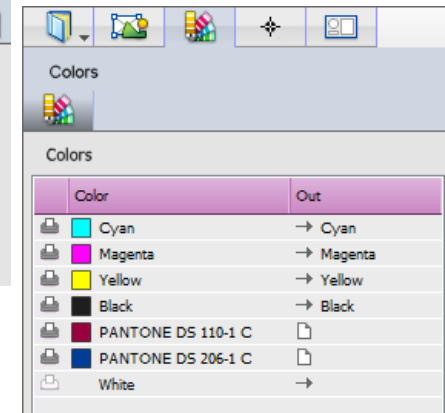 Colors
Colors
Color Out
Cyan → Cyan
Magenta → Magenta
Yellow → Yellow
Black → Black
PANTONE DS 110-1 C
PANTONE DS 206-1 C
White →